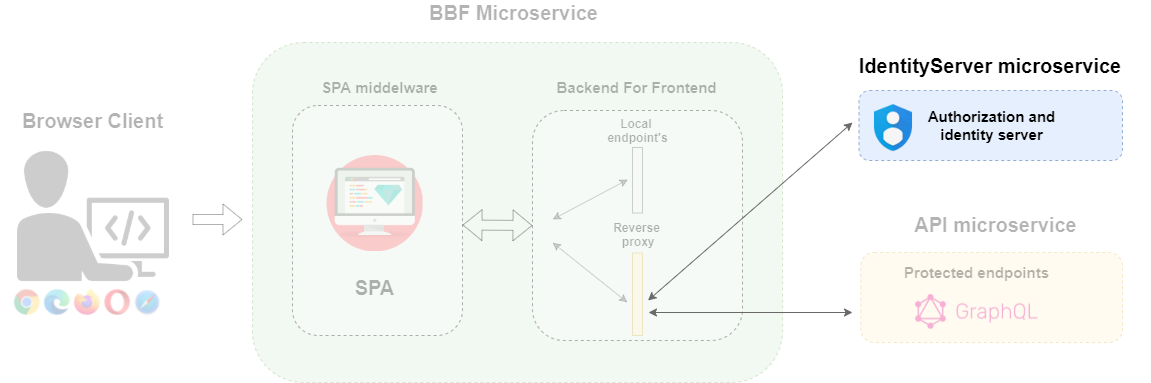 BBF Microservice
IdentityServer microservice
SPA middelware
Backend For Frontend
Browser Client
Local
endpoint's
Authorization and
identity server
</>
Reverse
proxy
API microservice
Protected endpoints
SPA
GraphQL